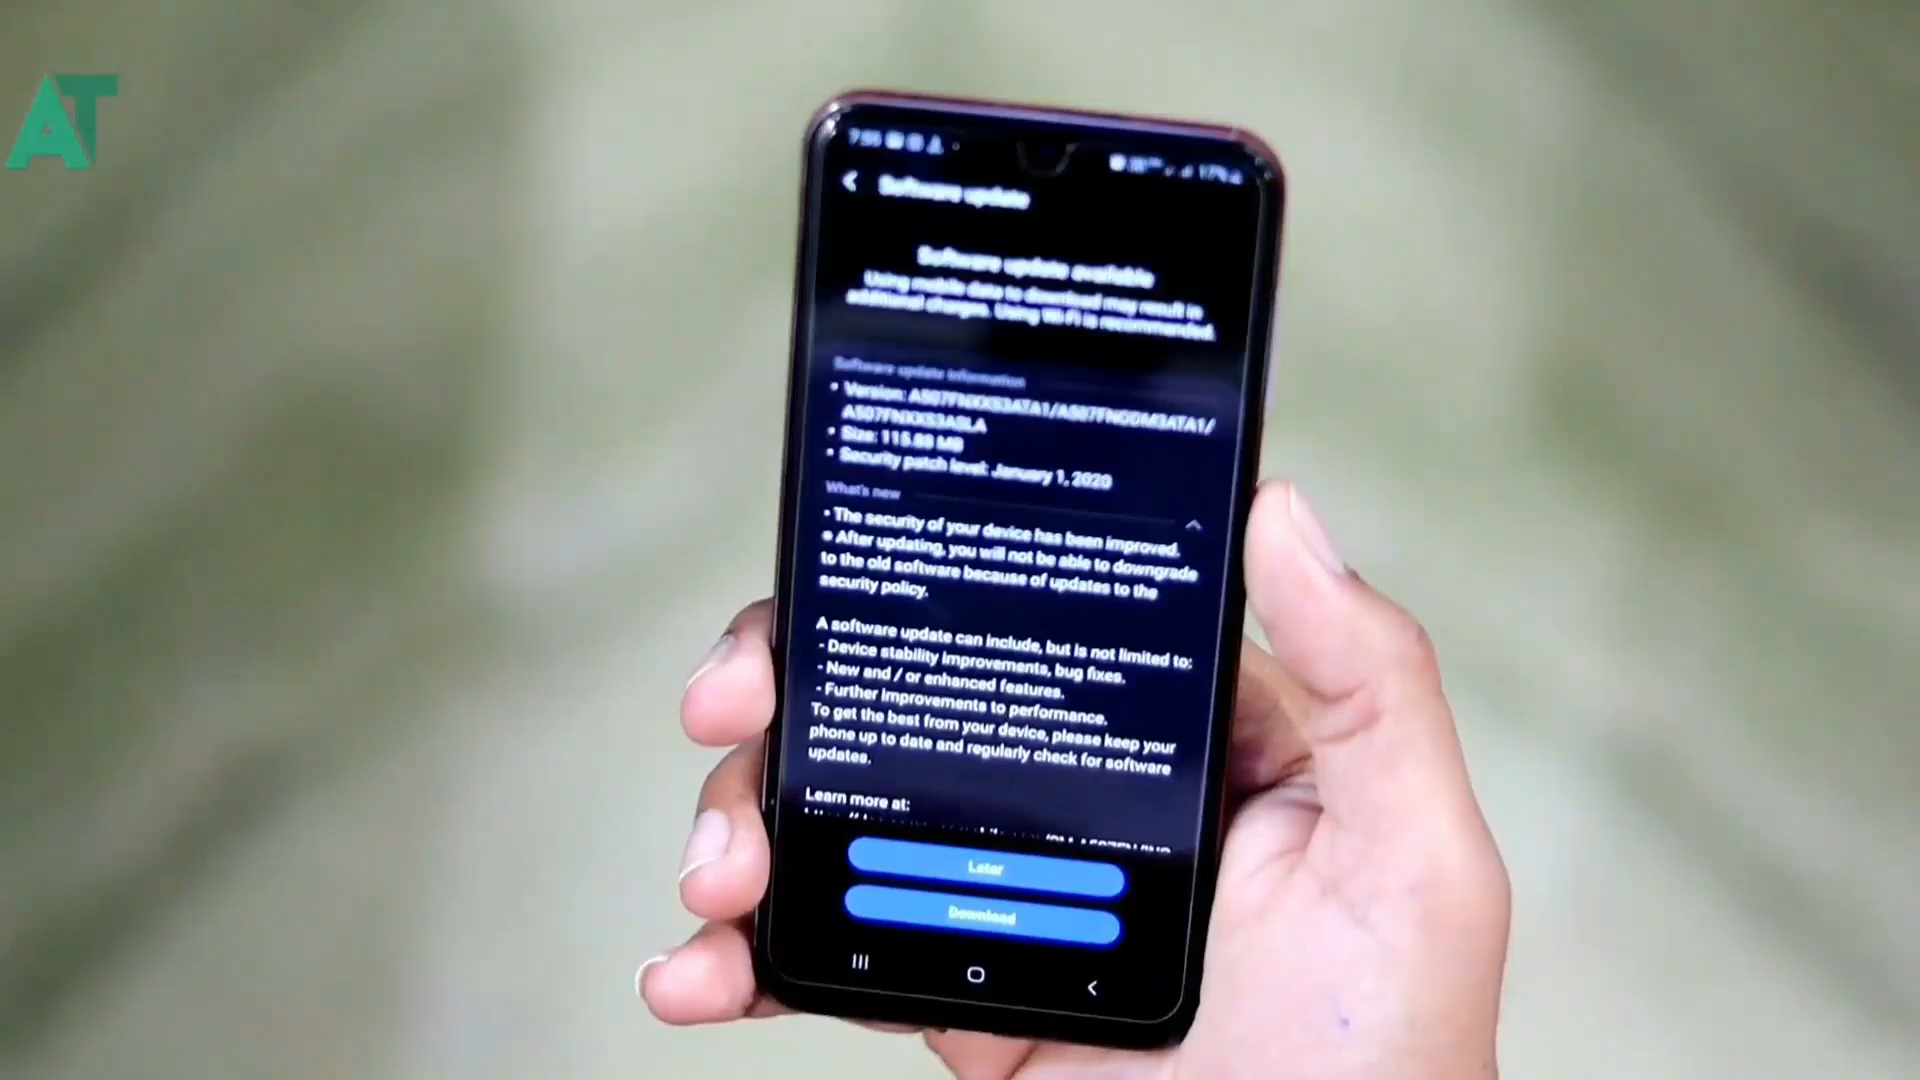 AT
7:55
17%
Software update
Software update available
Using mobile data to download may result in
additional charges. Using Wi-Fi is recommended.
Software update information
• Version: A507FNXXS3ATA1/A507FNODM3ATA1/
A507FNXXS3ASLA
• Size: 115.88 MB
• Security patch level: January 1, 2020
What's new
• The security of your device has been improved.
• After updating, you will not be able to downgrade
to the old software because of updates to the
security policy.
A software update can include, but is not limited to:
- Device stability improvements, bug fixes.
- New and / or enhanced features.
- Further improvements to performance.
To get the best from your device, please keep your
phone up to date and regularly check for software
updates.
Learn more at:
Later
Download